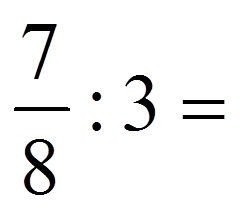 7/8 : 3 =